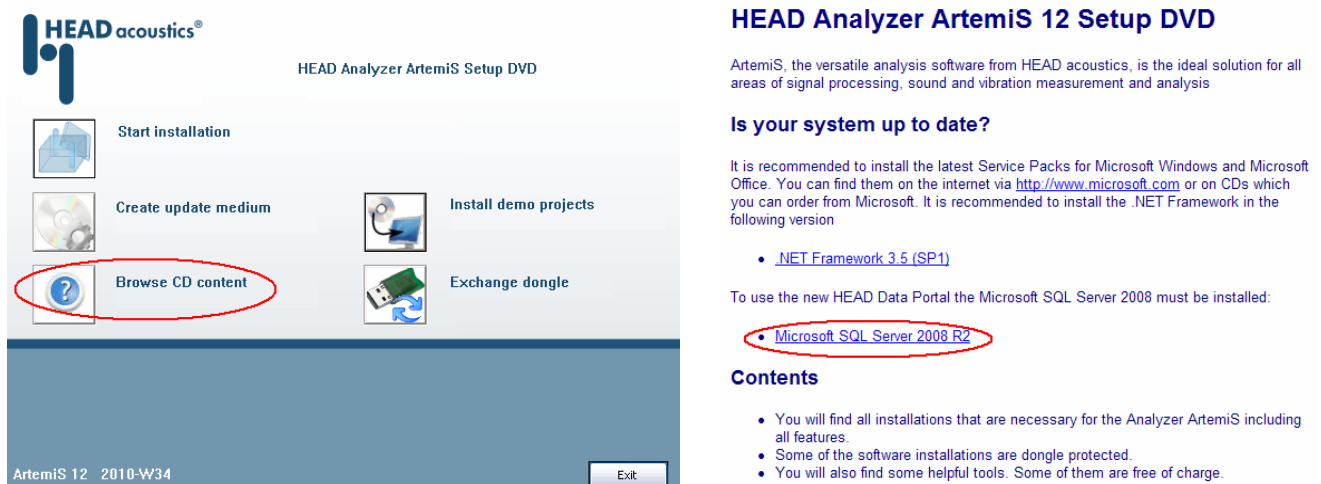 HEAD acoustics®
HEAD Analyzer ArtemiS Setup DVD
Start installation
Create update medium
Install demo projects
Browse CD content
Exchange dongle
ArtemiS 12 2010-W34
Exit
HEAD Analyzer ArtemiS 12 Setup DVD
ArtemiS, the versatile analysis software from HEAD acoustics, is the ideal solution for all
areas of signal processing, sound and vibration measurement and analysis
Is your system up to date?
It is recommended to install the latest Service Packs for Microsoft Windows and Microsoft
Office. You can find them on the internet via http://www.microsoft.com or on CDs which
you can order from Microsoft. It is recommended to install the .NET Framework in the
following version
• .NET Framework 3.5 (SP1)
To use the new HEAD Data Portal the Microsoft SQL Server 2008 must be installed:
• Microsoft SQL Server 2008 R2
Contents
• You will find all installations that are necessary for the Analyzer ArtemiS including
all features.
• Some of the software installations are dongle protected.
• You will also find some helpful tools. Some of them are free of charge.